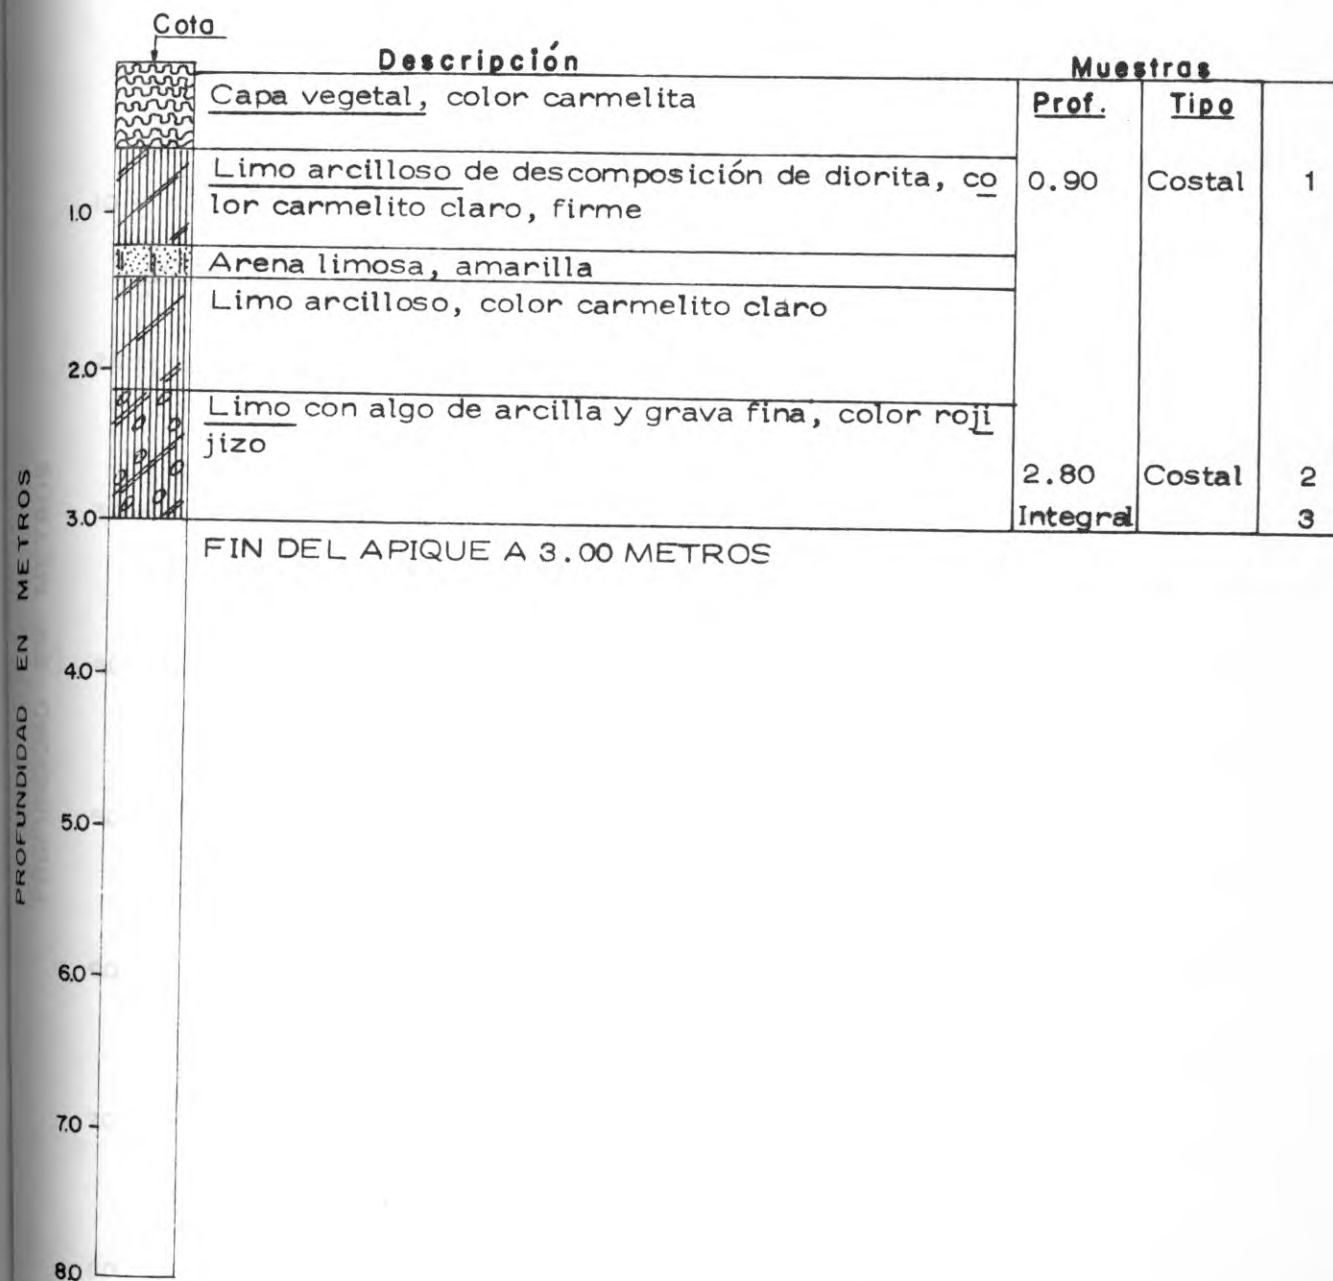 Cota
Descripción
Muestras
Prof. Tipo
Capa vegetal, color carmelita
Limo arcilloso de descomposición de diorita, co
lor carmelito claro, firme
0.90 Costal 1
1.0
Arena limosa, amarilla
Limo arcilloso, color carmelito claro
2.0
Limo con algo de arcilla y grava fina, color roji
jizo
2.80 Costal 2
Integral 3
3.0
FIN DEL APIQUE A 3.00 METROS
4.0
5.0
6.0
7.0
8.0
PROFUNDIDAD EN METROS